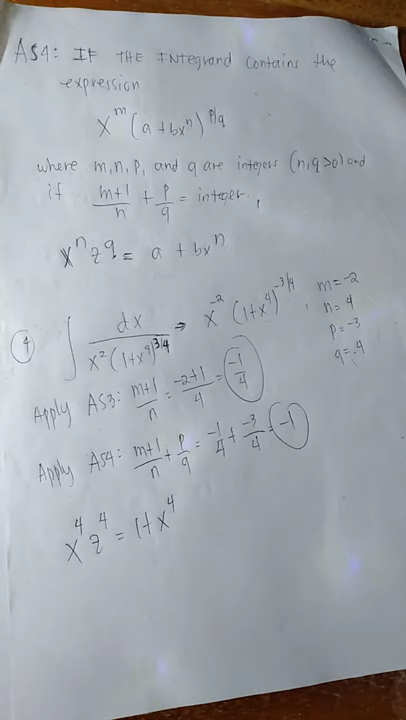 AS4: IF THE Integrand contains the
expression
x^m (a + bx^n)^p/q
where m,n,p, and q are integers (n,q >0) and
if (m+1)/n + p/q = integer,
x^n z^q = a + bx^n
④ ∫ dx / x^2 (1+x^4)^3/4 ⇒ x^-2 (1+x^4)^-3/4, m = -2
n = 4
p = -3
q = 4
Apply AS3: (m+1)/n = (-2+1)/4 = -1/4
Apply AS4: (m+1)/n + p/q = -1/4 + -3/4 = -1
x^4 z^4 = 1+x^4